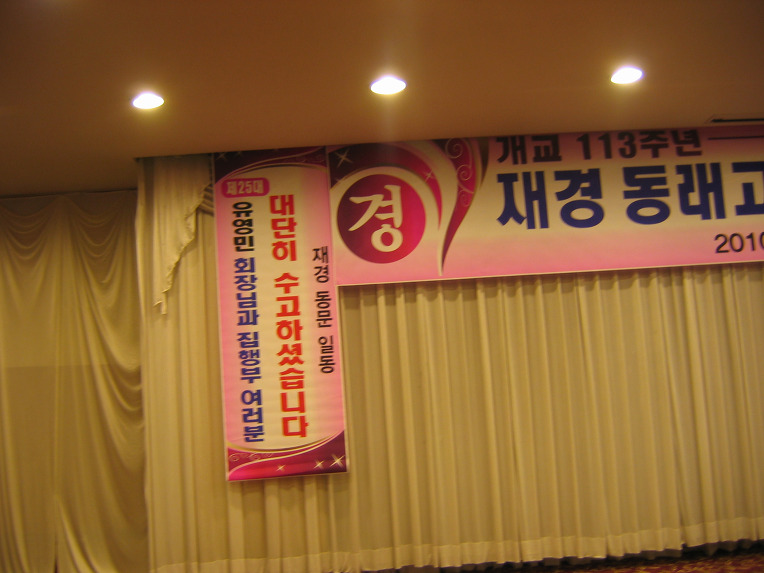 제25대
유영민 회장님과 집행부 여러분
대단히 수고하셨습니다
재경 동문 일동
경
개교 113주년
재경 동래고
2010